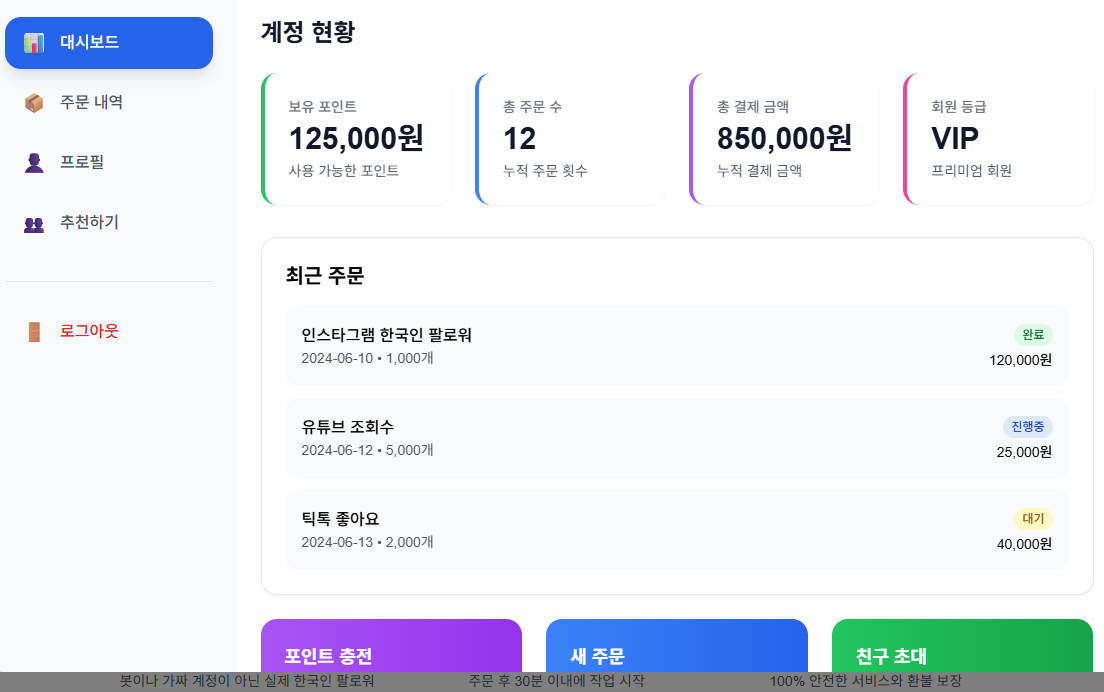 대시보드
주문 내역
프로필
추천하기
로그아웃
계정 현황
보유 포인트
125,000원
사용 가능한 포인트
총 주문 수
12
누적 주문 횟수
총 결제 금액
850,000원
누적 결제 금액
회원 등급
VIP
프리미엄 회원
최근 주문
인스타그램 한국인 팔로워
2024-06-10 • 1,000개
완료
120,000원
유튜브 조회수
2024-06-12 • 5,000개
진행중
25,000원
틱톡 좋아요
2024-06-13 • 2,000개
대기
40,000원
포인트 충전
새 주문
친구 초대
봇이나 가짜 계정이 아닌 실제 한국인 팔로워
주문 후 30분 이내에 작업 시작
100% 안전한 서비스와 환불 보장